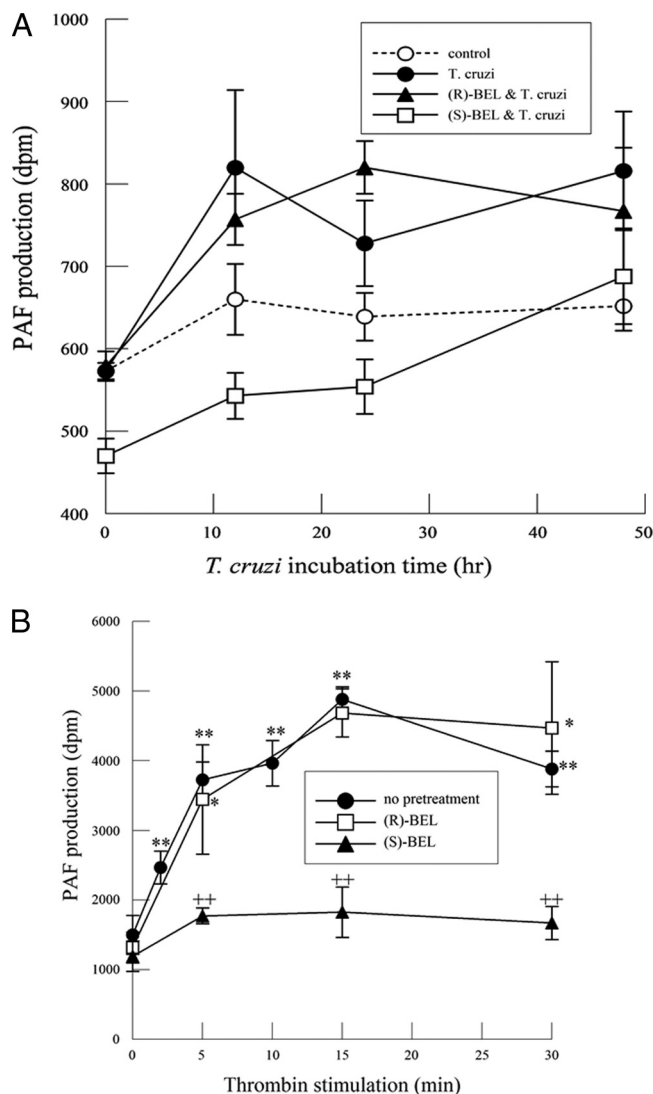 A
1000
900
800
700
600
500
400
0
10
20
30
40
50
PAF production (dpm)
T. cruzi incubation time (hr)
control
T. cruzi
(R)-BEL & T. cruzi
(S)-BEL & T. cruzi
B
6000
5000
4000
3000
2000
1000
0
0
5
10
15
20
25
30
PAF production (dpm)
Thrombin stimulation (min)
no pretreatment
(R)-BEL
(S)-BEL
**
**
*
**
**
*
**
++
++
++